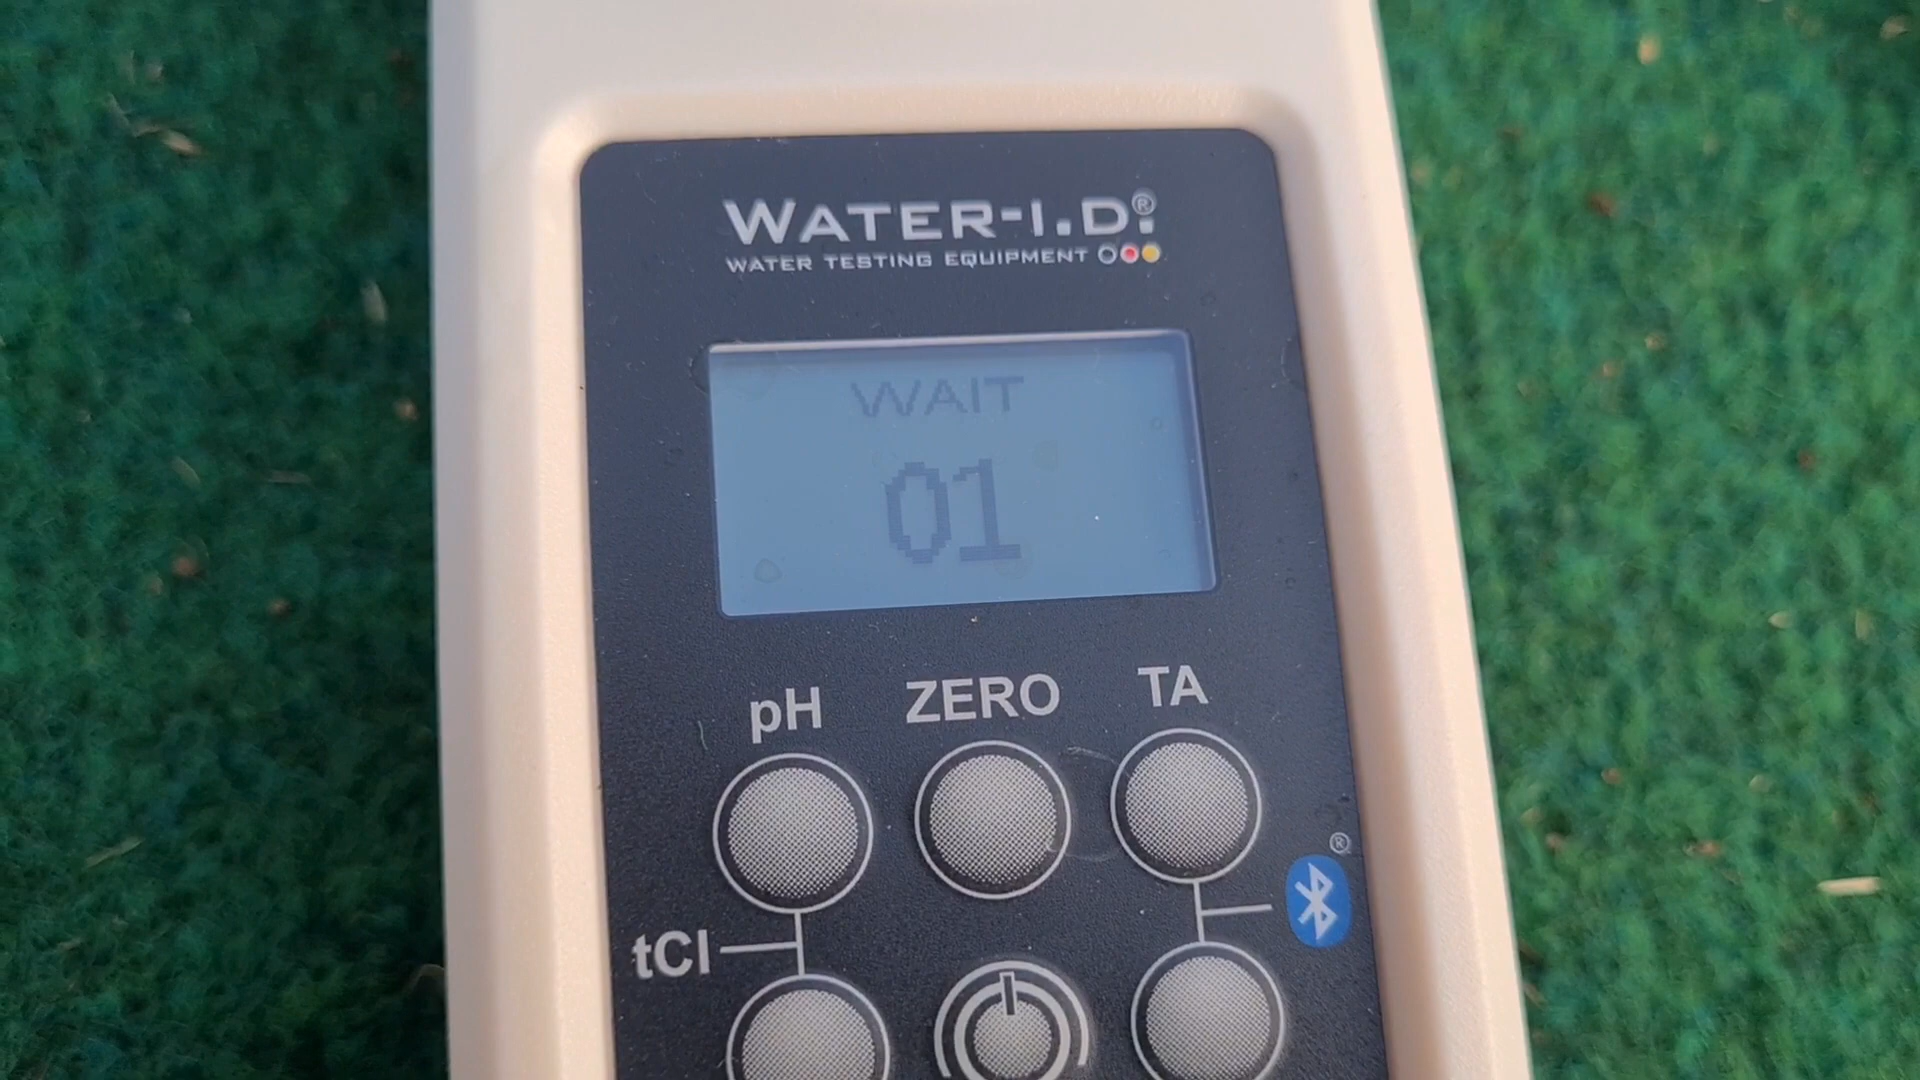 WATER-I.D.®
WATER TESTING EQUIPMENT
WAIT
01
pH ZERO TA
®
tCl